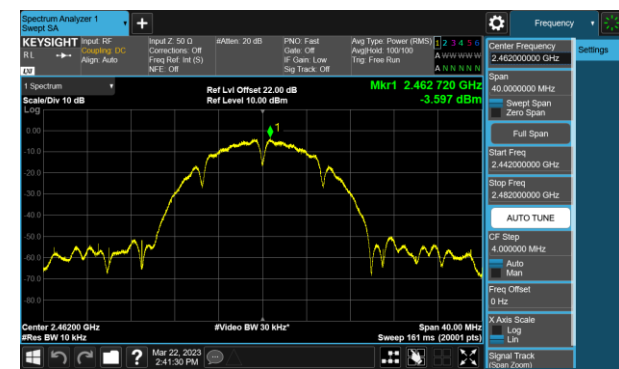 Spectrum Analyzer 1
Swept SA
+
Frequency
KEYSIGHT
RL
LXI
Input: RF
Coupling: DC
Align: Auto
Input Z: 50 Ω
Corrections: Off
Freq Ref: Int (S)
NFE: Off
#Atten: 20 dB
PNO: Fast
Gate: Off
IF Gain: Low
Sig Track: Off
Avg Type: Power (RMS)
Avg|Hold: 100/100
Trig: Free Run
1 2 3 4 5 6
A W W W W W
A N N N N N
1 Spectrum
Scale/Div 10 dB
Log
Ref Lvl Offset 22.00 dB
Ref Level 10.00 dBm
Mkr1 2.462 720 GHz
-3.597 dBm
1
0.00
-10.0
-20.0
-30.0
-40.0
-50.0
-60.0
-70.0
-80.0
Center 2.46200 GHz
#Res BW 10 kHz
#Video BW 30 kHz*
Span 40.00 MHz
Sweep 161 ms (20001 pts)
Center Frequency
2.462000000 GHz
Settings
Span
40.0000000 MHz
Swept Span
Zero Span
Full Span
Start Freq
2.442000000 GHz
Stop Freq
2.482000000 GHz
AUTO TUNE
CF Step
4.000000 MHz
Auto
Man
Freq Offset
0 Hz
X Axis Scale
Log
Lin
Signal Track
(Span Zoom)
?
Mar 22, 2023
2:41:30 PM